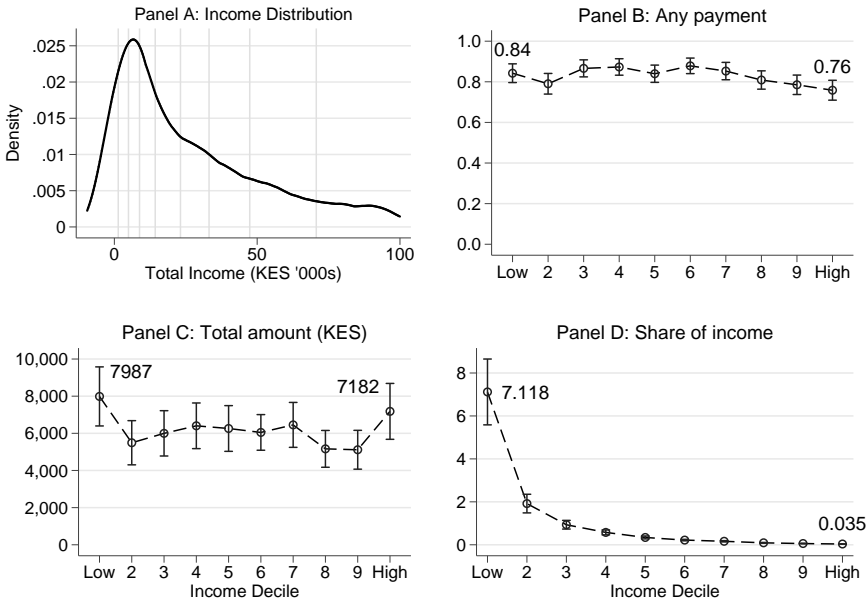 Panel A: Income Distribution
.025
.02
.015
.01
.005
0
Density
0 50 100
Total Income (KES '000s)
Panel B: Any payment
1.0
0.8
0.6
0.4
0.2
0.0
0.84
0.76
Low 2 3 4 5 6 7 8 9 High
Panel C: Total amount (KES)
10,000
8,000
6,000
4,000
2,000
0
7987
7182
Low 2 3 4 5 6 7 8 9 High
Income Decile
Panel D: Share of income
8
6
4
2
0
7.118
0.035
Low 2 3 4 5 6 7 8 9 High
Income Decile